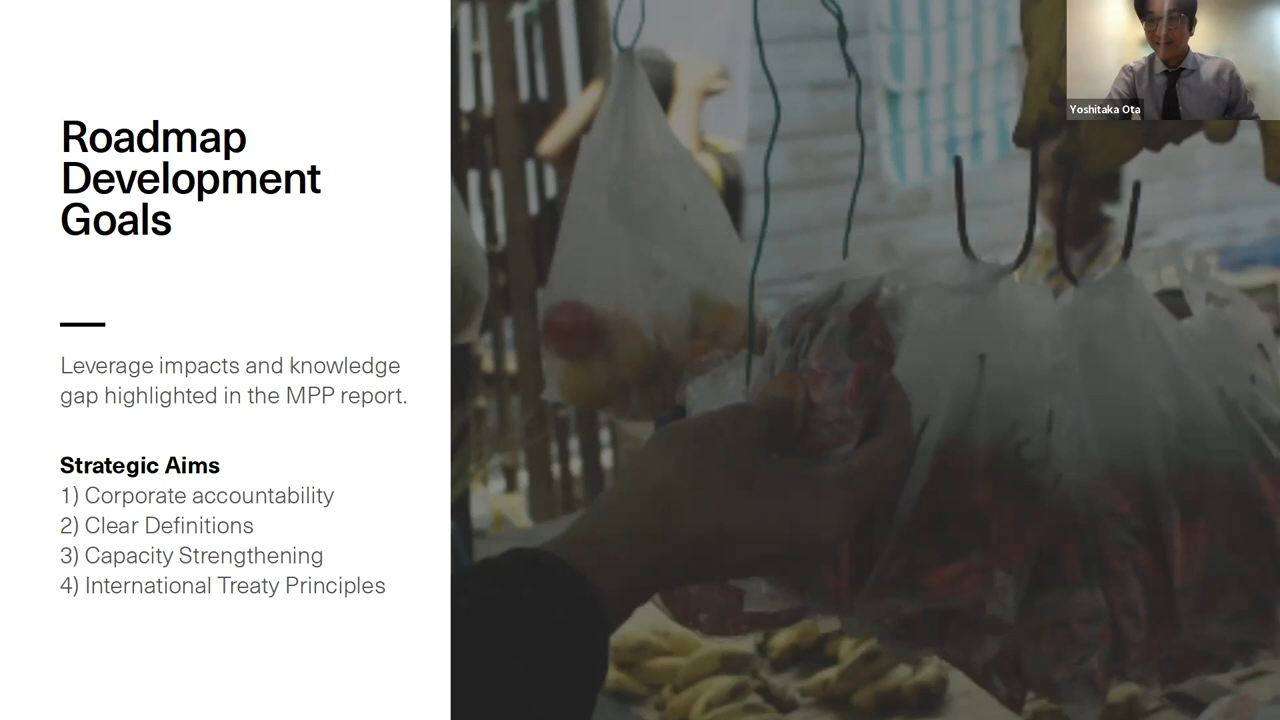 Roadmap
Development
Goals
Leverage impacts and knowledge
gap highlighted in the MPP report.
Strategic Aims
1) Corporate accountability
2) Clear Definitions
3) Capacity Strengthening
4) International Treaty Principles
Yoshitaka Ota